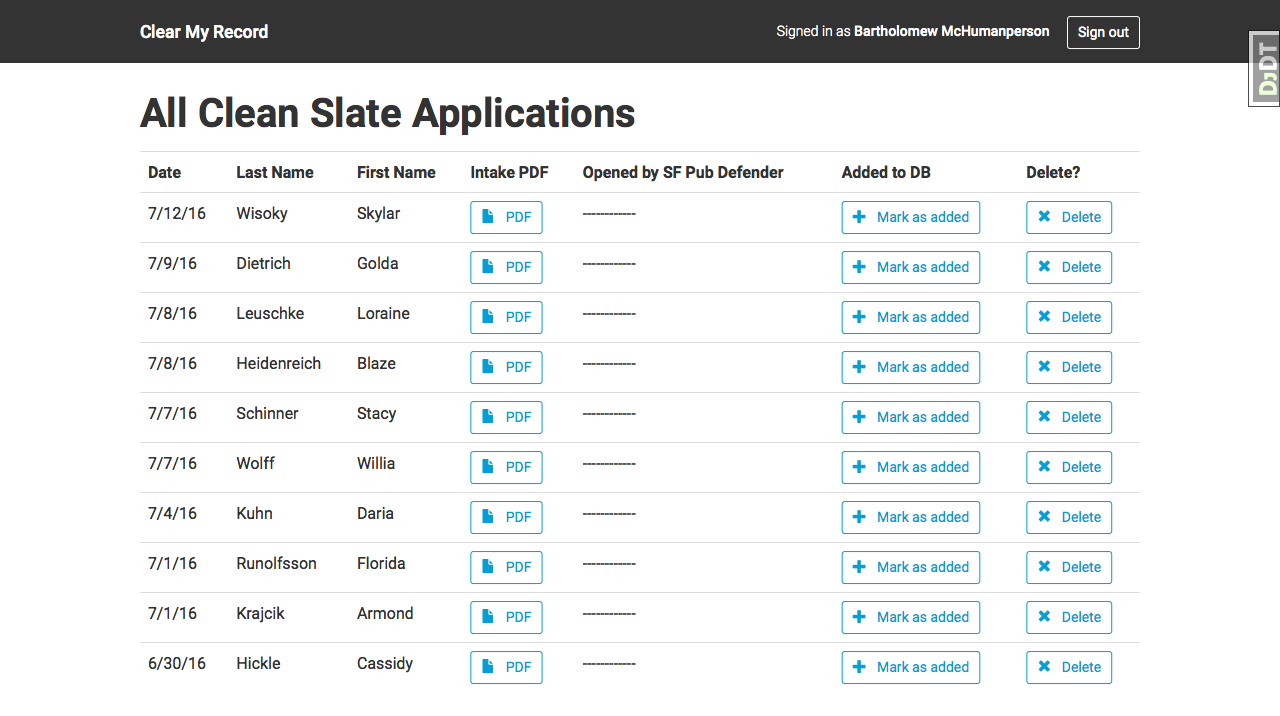 Clear My Record Signed in as Bartholomew McHumanperson Sign out
DjDT
All Clean Slate Applications
Date Last Name First Name Intake PDF Opened by SF Pub Defender Added to DB Delete?
7/12/16 Wisoky Skylar PDF ------------ Mark as added Delete
7/9/16 Dietrich Golda PDF ------------ Mark as added Delete
7/8/16 Leuschke Loraine PDF ------------ Mark as added Delete
7/8/16 Heidenreich Blaze PDF ------------ Mark as added Delete
7/7/16 Schinner Stacy PDF ------------ Mark as added Delete
7/7/16 Wolff Willia PDF ------------ Mark as added Delete
7/4/16 Kuhn Daria PDF ------------ Mark as added Delete
7/1/16 Runolfsson Florida PDF ------------ Mark as added Delete
7/1/16 Krajcik Armond PDF ------------ Mark as added Delete
6/30/16 Hickle Cassidy PDF ------------ Mark as added Delete